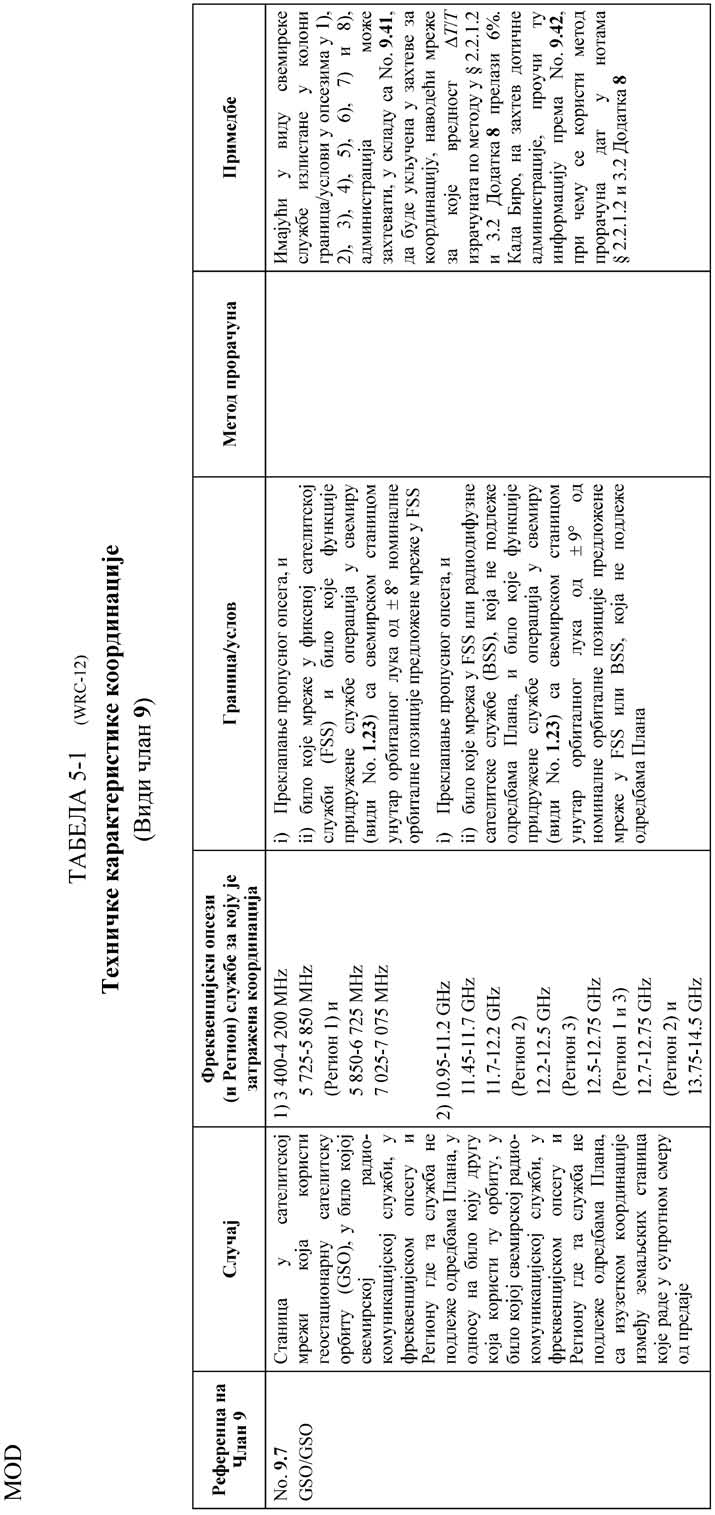 MOD
ТАБЕЛА 5-1 (WRC-12)
Техничке карактеристике координације
(Види члан 9)
Референца на
Члан 9
Случај
Фреквенцијски опсези
(и Регион) службе за коју је
затражена координација
Граница/услов
Метод прорачуна
Примедбе
No. 9.7
GSO/GSO
Станица у сателитској
мрежи која користи
геостационарну сателитску
орбиту (GSO), у било којој
свемирској радио-
комуникацијској служби, у
фреквенцијском опсегу и
Региону где та служба не
подлеже одредбама Плана, у
односу на било коју другу
која користи ту орбиту, у
било којој свемирској радио-
комуникацијској служби, у
фреквенцијском опсегу и
Региону где та служба не
подлеже одредбама Плана,
са изузетком координације
између земаљских станица
које раде у супротном смеру
од предаје
1) 3 400-4 200 MHz
5 725-5 850 MHz
(Регион 1) и
5 850-6 725 MHz
7 025-7 075 MHz
2) 10.95-11.2 GHz
11.45-11.7 GHz
11.7-12.2 GHz
(Регион 2)
12.2-12.5 GHz
(Регион 3)
12.5-12.75 GHz
(Регион 1 и 3)
12.7-12.75 GHz
(Регион 2) и
13.75-14.5 GHz
i) Преклапање пропусног опсега, и
ii) било које мреже у фиксној сателитској
служби (FSS) и било које функције
придружене службе операција у свемиру
(види No. 1.23) са свемирском станицом
унутар орбиталног лука од ± 8° номиналне
орбиталне позиције предложене мреже у FSS
i) Преклапање пропусног опсега, и
ii) било које мрежа у FSS или радиодифузне
сателитске службе (BSS), која не подлеже
одредбама Плана, и било које функције
придружене службе операција у свемиру
(види No. 1.23) са свемирском станицом
унутар орбиталног лука од ± 9° од
номиналне орбиталне позиције предложене
мреже у FSS или BSS, која не подлеже
одредбама Плана
Имајући у виду свемирске
службе излистане у колони
граница/услови у опсезима у 1),
2), 3), 4), 5), 6), 7) и 8),
администрација може
захтевати, у складу са No. 9.41,
да буде укључена у захтеве за
координацију, наводећи мреже
за које вредност ΔT/T
израчуната по методу у § 2.2.1.2
и 3.2 Додатка 8 прелази 6%.
Када Биро, на захтев дотичне
администрације, проучи ту
информацију према No. 9.42,
при чему се користи метод
прорачуна дат у нотама
§ 2.2.1.2 и 3.2 Додатка 8